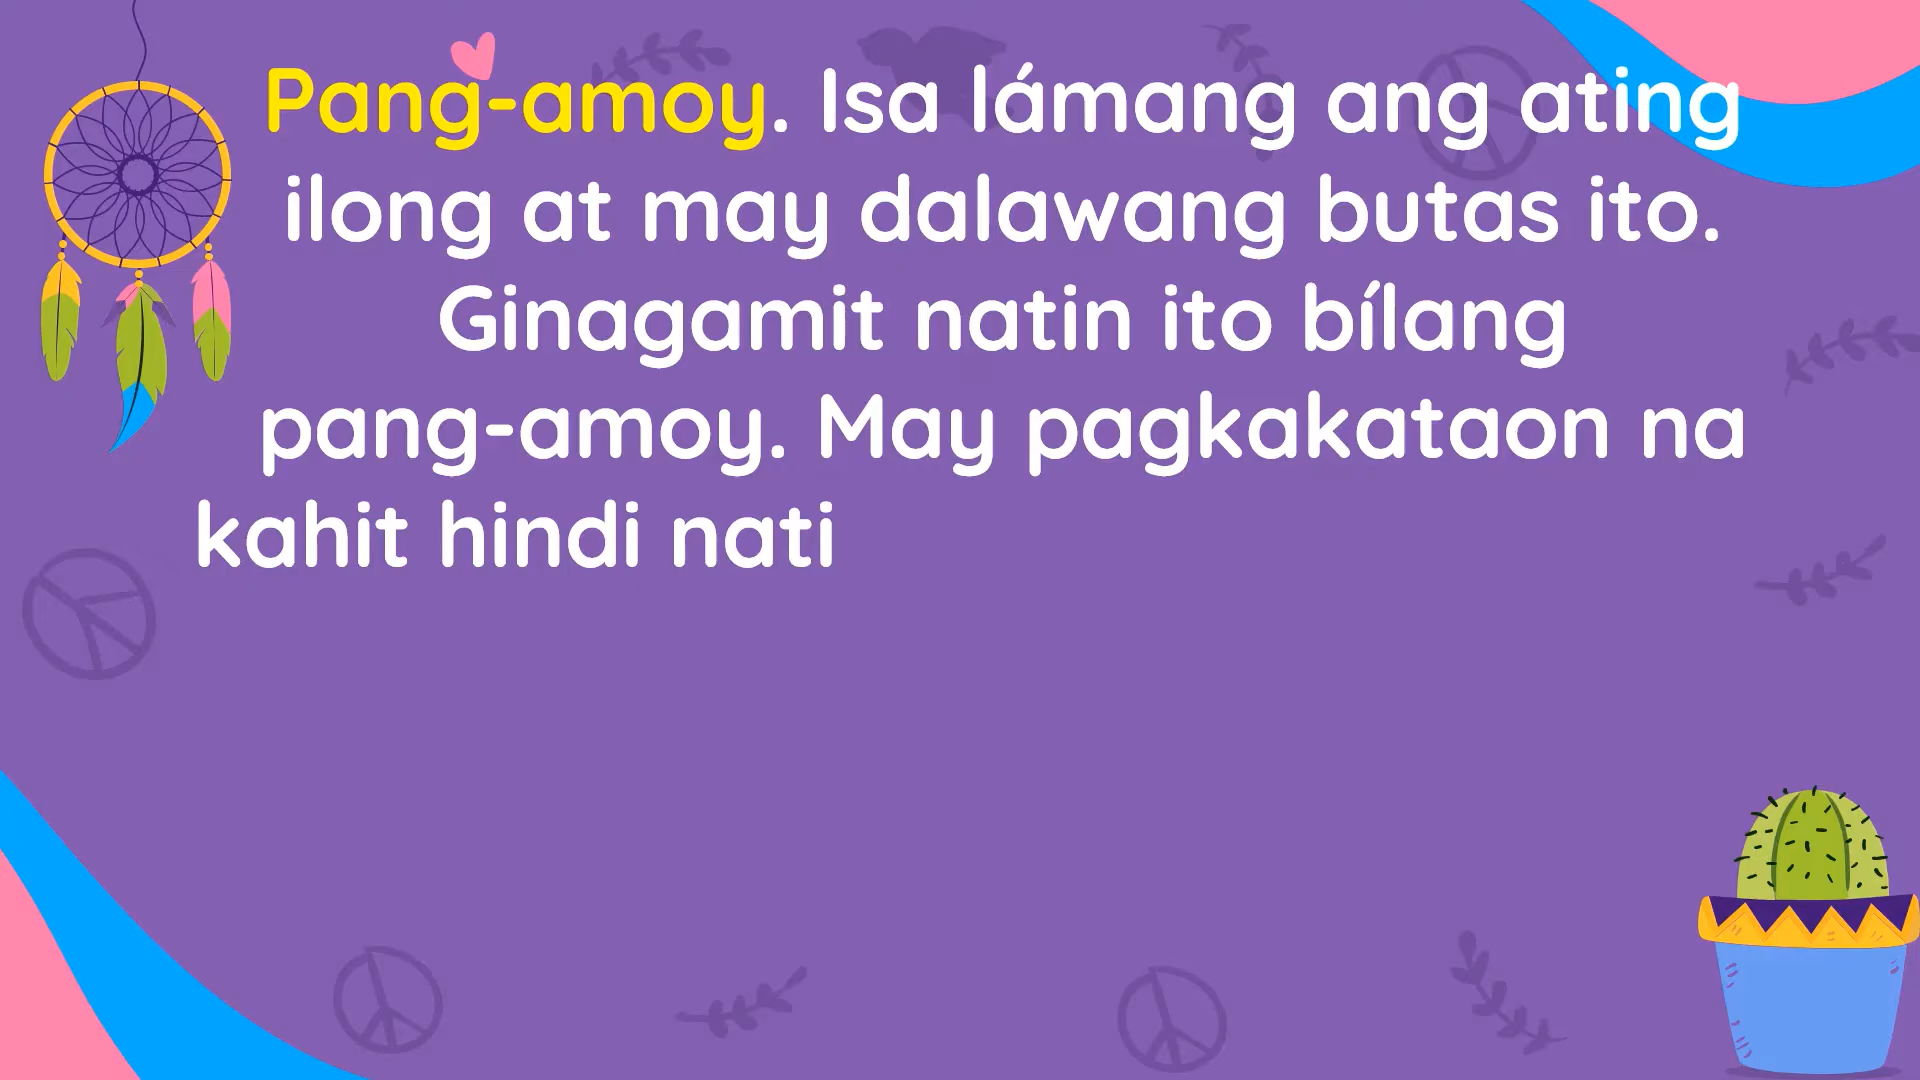 Pang-amoy. Isa lámang ang ating
ilong at may dalawang butas ito.
Ginagamit natin ito bílang
pang-amoy. May pagkakataon na
kahit hindi nati